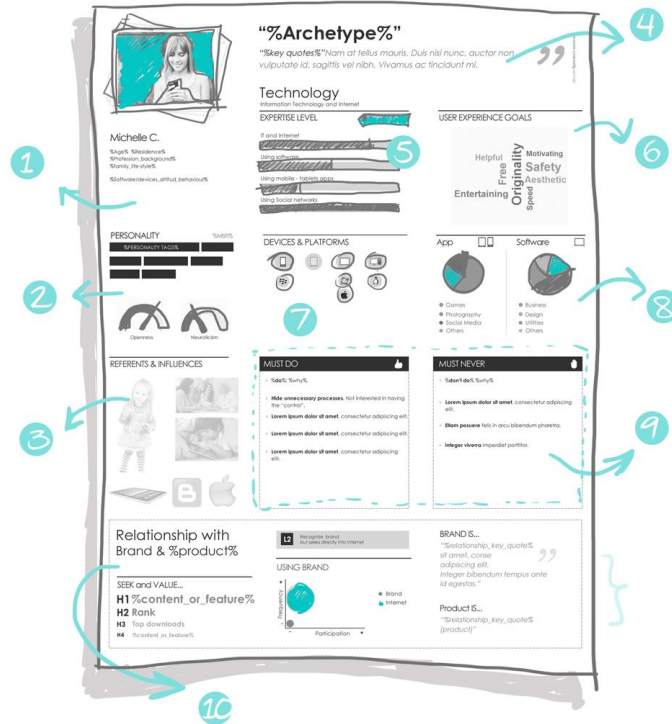 4
“%Archetype%”
“%key quotes%”Nam at tellus mauris. Duis nisi nunc, auctor non
vulputate id, sagittis vel nibh. Vivamus ac tincidunt mi.
”
Technology
Information Technology and Internet
EXPERTISE LEVEL
IT and Internet
Using software
Using mobile - tablets apps
Using Social networks
5
USER EXPERIENCE GOALS
Helpful
Free
Originality
Motivating
Safety
Aesthetic
Entertaining
Speed
6
Michelle C.
%Age% %Residence%
%Profession_background%
%Family_life-style%
%Software/devices_attitud_behaviour%
1
PERSONALITY
%PERSONALITY TAGS%
Openness
Neuroticism
2
DEVICES & PLATFORMS
7
App
Games
Photography
Social Media
Others
Software
Business
Design
Utilities
Others
8
REFERENTS & INFLUENCES
3
MUST DO
%do%: %why%
Hide unnecessary processes. Not interested in having
the “control”.
Lorem ipsum dolor sit amet, consectetur adipiscing elit.
Lorem ipsum dolor sit amet, consectetur adipiscing elit.
Lorem ipsum dolor sit amet, consectetur adipiscing
elit.
MUST NEVER
%don't do% %why%
Lorem ipsum dolor sit amet, consectetur adipiscing
elit.
Etiam posuere felis in arcu bibendum pharetra.
Integer viverra imperdiet porttitor.
9
Relationship with
Brand & %product%
SEEK and VALUE...
H1 %content_or_feature%
H2 Rank
H3 Top downloads
H4 %content_or_feature%
10
L2
Recognize brand
but seeks directly into Internet
USING BRAND
Frequency
+
-
- Participation +
Brand
Internet
BRAND IS...
“%relationship_key_quote%
sit amet, conse
adipiscing elit.
Integer bibendum tempus ante
id egestas.”
”
Product IS...
“%relationship_key_quote%
(product)”